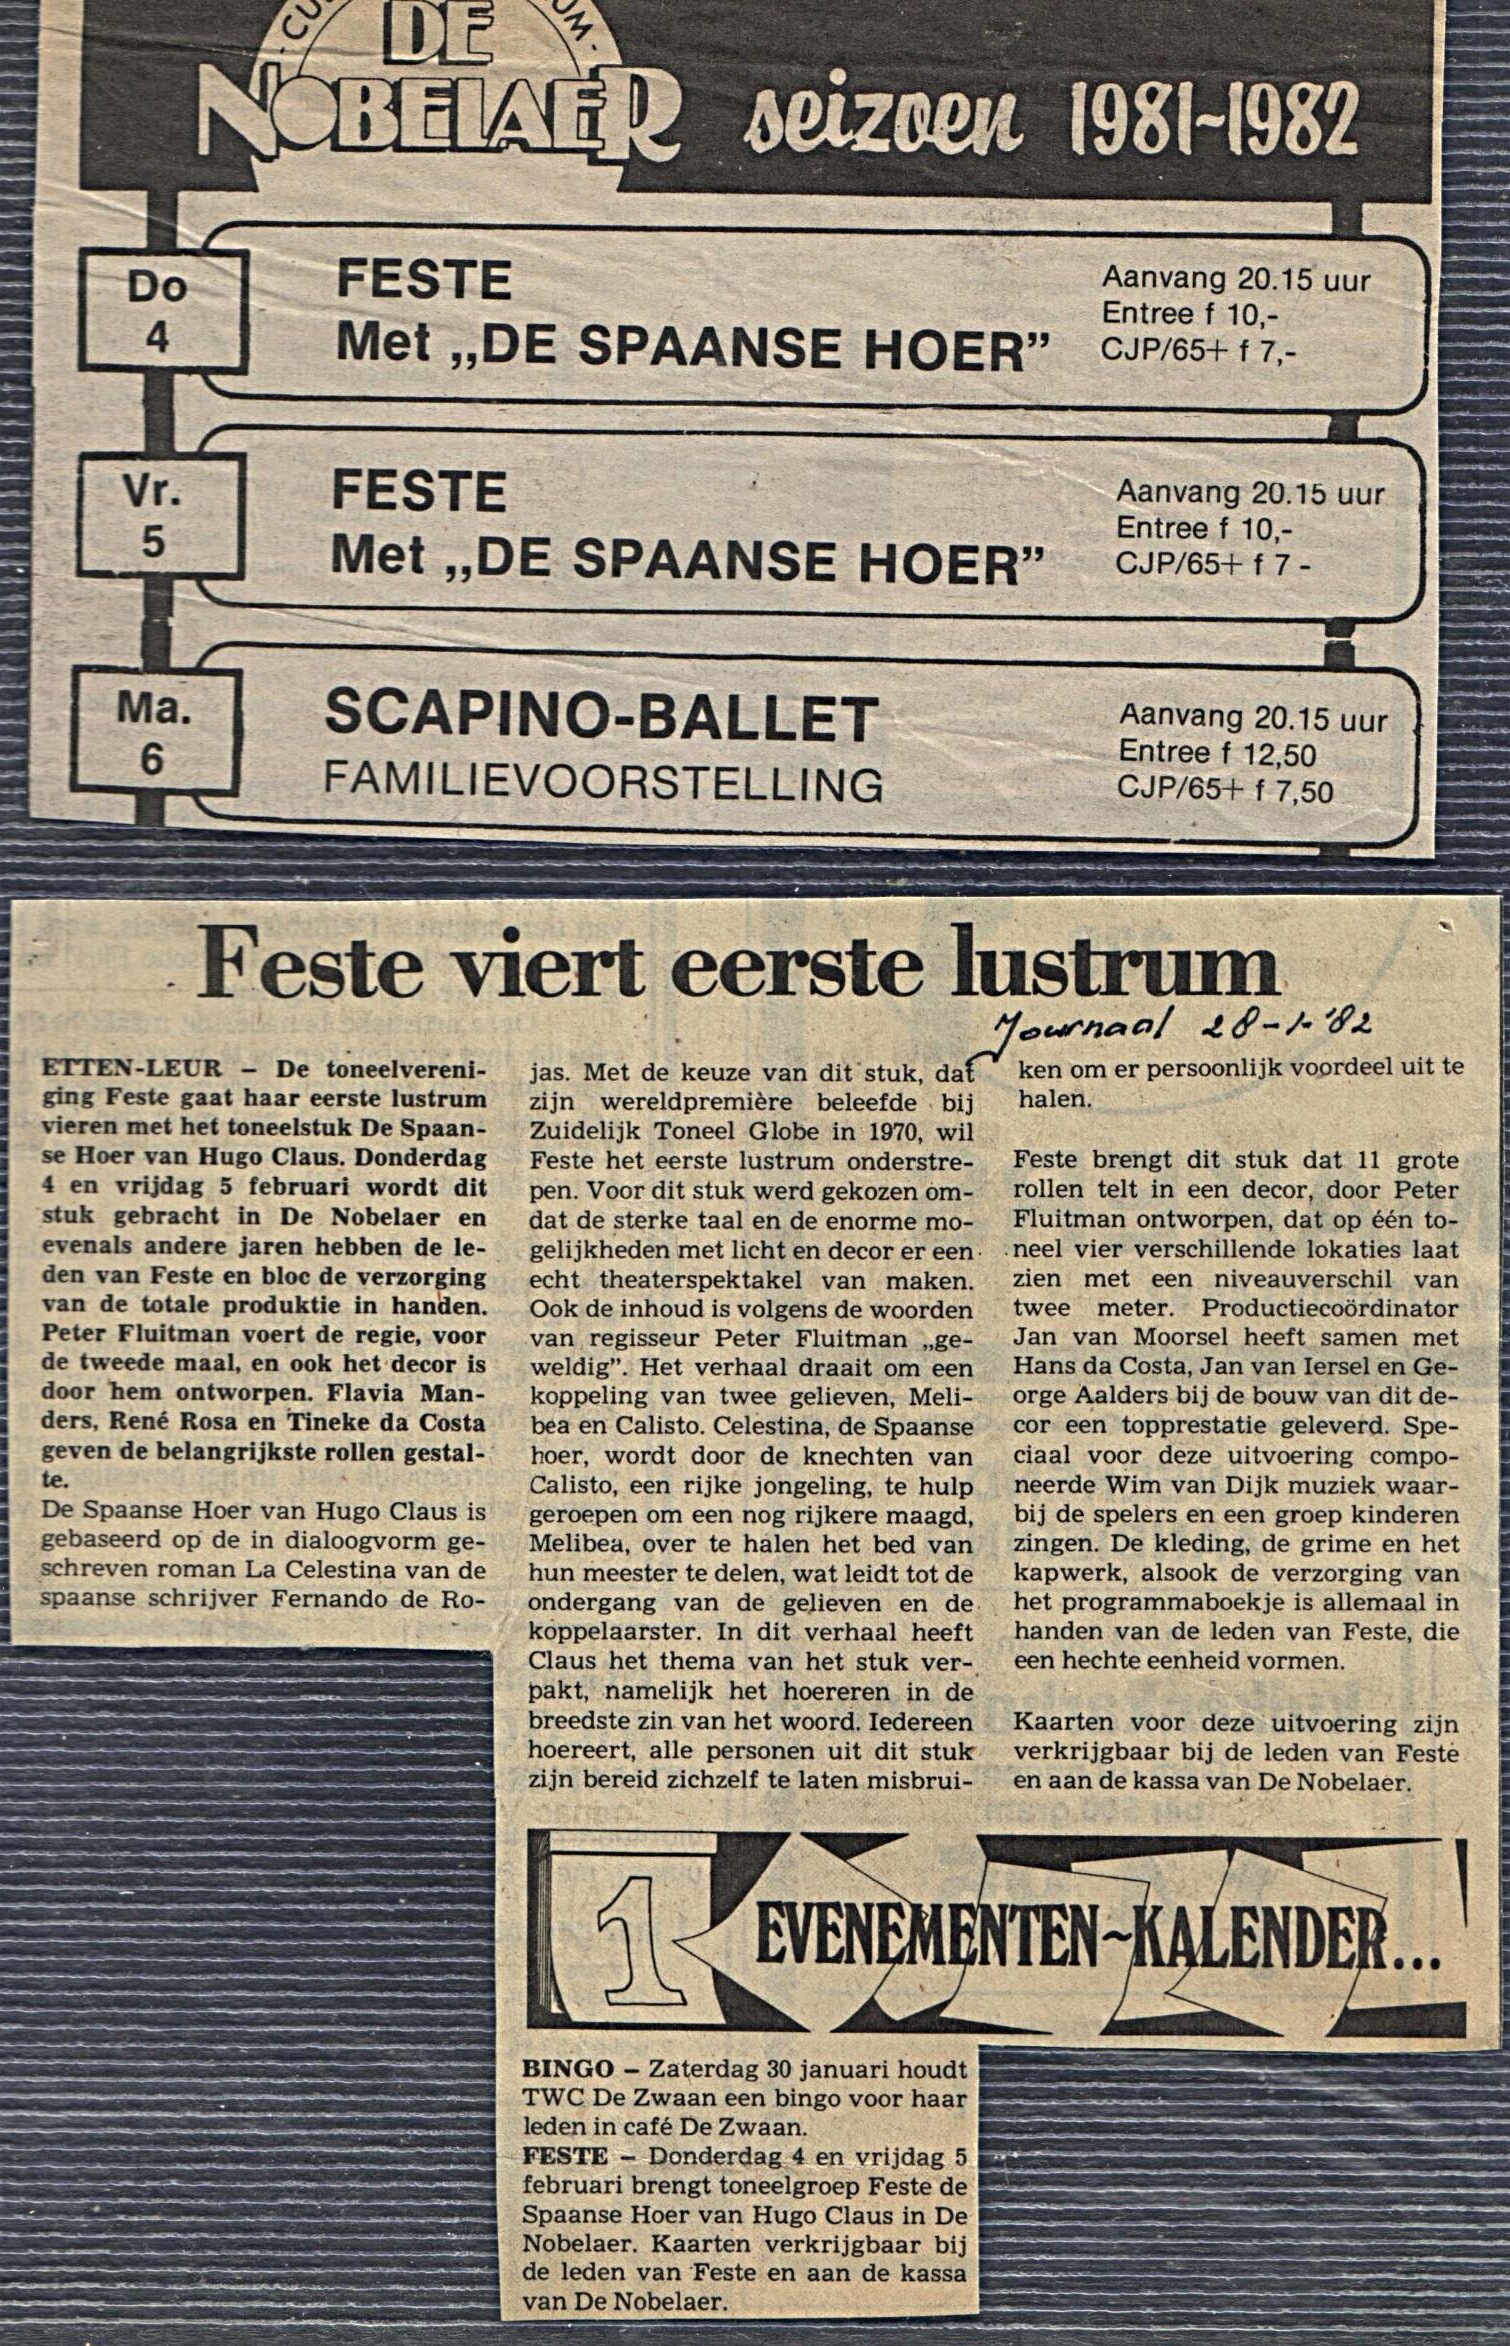 DE
NOBELAER seizoen 1981~1982
Do
4
FESTE
Met „DE SPAANSE HOER”
Aanvang 20.15 uur
Entree f 10,-
CJP/65+ f 7,-
Vr.
5
FESTE
Met „DE SPAANSE HOER”
Aanvang 20.15 uur
Entree f 10,-
CJP/65+ f 7 -
Ma.
6
SCAPINO-BALLET
FAMILIEVOORSTELLING
Aanvang 20.15 uur
Entree f 12,50
CJP/65+ f 7,50
Feste viert eerste lustrum
Journaal 28-1-'82
ETTEN-LEUR – De toneelvereni-
ging Feste gaat haar eerste lustrum
vieren met het toneelstuk De Spaan-
se Hoer van Hugo Claus. Donderdag
4 en vrijdag 5 februari wordt dit
stuk gebracht in De Nobelaer en
evenals andere jaren hebben de le-
den van Feste en bloc de verzorging
van de totale produktie in handen.
Peter Fluitman voert de regie, voor
de tweede maal, en ook het decor is
door hem ontworpen. Flavia Man-
ders, René Rosa en Tineke da Costa
geven de belangrijkste rollen gestal-
te.
De Spaanse Hoer van Hugo Claus is
gebaseerd op de in dialoogvorm ge-
schreven roman La Celestina van de
spaanse schrijver Fernando de Ro-
jas. Met de keuze van dit stuk, dat
zijn wereldpremière beleefde bij
Zuidelijk Toneel Globe in 1970, wil
Feste het eerste lustrum onderstre-
pen. Voor dit stuk werd gekozen om-
dat de sterke taal en de enorme mo-
gelijkheden met licht en decor er een
echt theaterspektakel van maken.
Ook de inhoud is volgens de woorden
van regisseur Peter Fluitman „ge-
weldig”. Het verhaal draait om een
koppeling van twee gelieven, Meli-
bea en Calisto. Celestina, de Spaanse
hoer, wordt door de knechten van
Calisto, een rijke jongeling, te hulp
geroepen om een nog rijkere maagd,
Melibea, over te halen het bed van
hun meester te delen, wat leidt tot de
ondergang van de gelieven en de
koppelaarster. In dit verhaal heeft
Claus het thema van het stuk ver-
pakt, namelijk het hoereren in de
breedste zin van het woord. Iedereen
hoereert, alle personen uit dit stuk
zijn bereid zichzelf te laten misbrui-
ken om er persoonlijk voordeel uit te
halen.
Feste brengt dit stuk dat 11 grote
rollen telt in een decor, door Peter
Fluitman ontworpen, dat op één to-
neel vier verschillende lokaties laat
zien met een niveauverschil van
twee meter. Productiecoördinator
Jan van Moorsel heeft samen met
Hans da Costa, Jan van Iersel en Ge-
orge Aalders bij de bouw van dit de-
cor een topprestatie geleverd. Spe-
ciaal voor deze uitvoering compo-
neerde Wim van Dijk muziek waar-
bij de spelers en een groep kinderen
zingen. De kleding, de grime en het
kapwerk, alsook de verzorging van
het programmaboekje is allemaal in
handen van de leden van Feste, die
een hechte eenheid vormen.
Kaarten voor deze uitvoering zijn
verkrijgbaar bij de leden van Feste
en aan de kassa van De Nobelaer.
1 EVENEMENTEN~KALENDER...
BINGO – Zaterdag 30 januari houdt
TWC De Zwaan een bingo voor haar
leden in café De Zwaan.
FESTE – Donderdag 4 en vrijdag 5
februari brengt toneelgroep Feste de
Spaanse Hoer van Hugo Claus in De
Nobelaer. Kaarten verkrijgbaar bij
de leden van Feste en aan de kassa
van De Nobelaer.